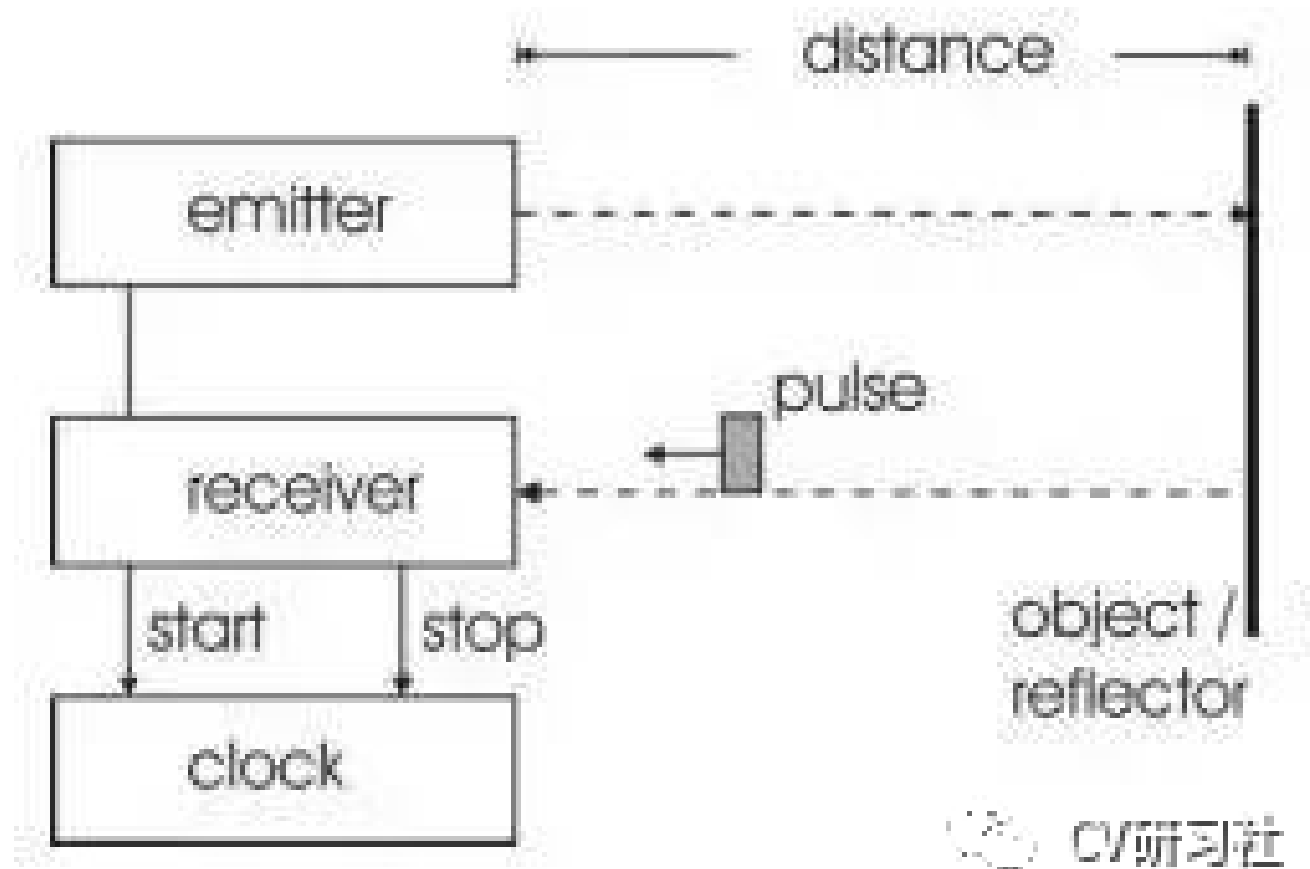 distance
emitter
pulse
receiver
start
stop
object /
reflector
clock
CV研习社